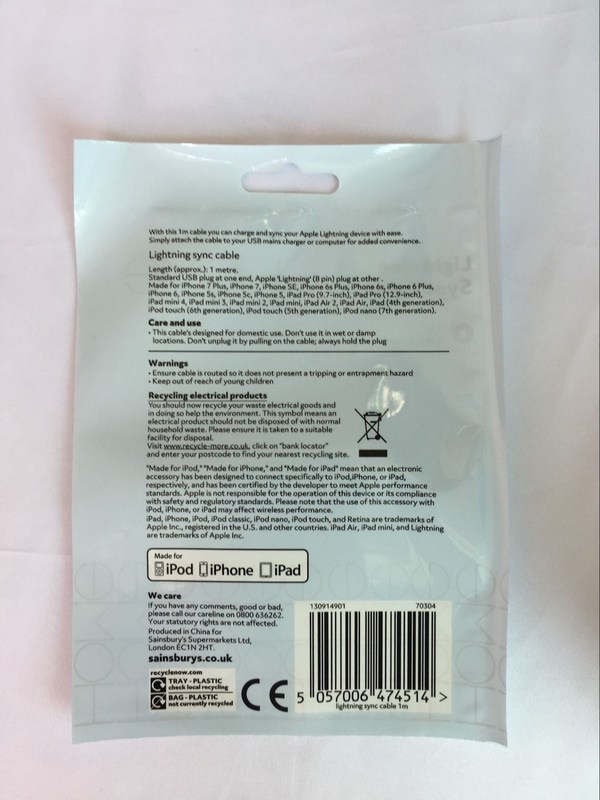 With this 1m cable you can charge and sync your Apple Lightning device with ease.
Simply attach the cable to your USB mains charger or computer for added convenience.
Lightning sync cable
Length (approx.): 1 metre.
Standard USB plug at one end, Apple 'Lightning' (8 pin) plug at other.
Made for iPhone 7 Plus, iPhone 7, iPhone SE, iPhone 6s Plus, iPhone 6s, iPhone 6 Plus,
iPhone 6, iPhone 5s, iPhone 5c, iPhone 5, iPad Pro (9.7-inch), iPad Pro (12.9-inch),
iPad mini 4, iPad mini 3, iPad mini 2, iPad mini, iPad Air 2, iPad Air, iPad (4th generation),
iPod touch (6th generation), iPod touch (5th generation), iPod nano (7th generation).
Care and use
• This cable's designed for domestic use. Don't use it in wet or damp
locations. Don't unplug it by pulling on the cable; always hold the plug
Warnings
• Ensure cable is routed so it does not present a tripping or entrapment hazard
• Keep out of reach of young children
Recycling electrical products
You should now recycle your waste electrical goods and
in doing so help the environment. This symbol means an
electrical product should not be disposed of with normal
household waste. Please ensure it is taken to a suitable
facility for disposal.
Visit www.recycle-more.co.uk, click on "bank locator"
and enter your postcode to find your nearest recycling site.
"Made for iPod," "Made for iPhone," and "Made for iPad" mean that an electronic
accessory has been designed to connect specifically to iPod,iPhone, or iPad,
respectively, and has been certified by the developer to meet Apple performance
standards. Apple is not responsible for the operation of this device or its compliance
with safety and regulatory standards. Please note that the use of this accessory with
iPod, iPhone, or iPad may affect wireless performance.
iPad, iPhone, iPod, iPod classic, iPod nano, iPod touch, and Retina are trademarks of
Apple Inc., registered in the U.S. and other countries. iPad Air, iPad mini, and Lightning
are trademarks of Apple Inc.
Made for
iPod iPhone iPad
We care
If you have any comments, good or bad,
please call our careline on 0800 636262.
Your statutory rights are not affected.
Produced in China for
Sainsbury's Supermarkets Ltd,
London EC1N 2HT.
sainsburys.co.uk
recyclenow.com
TRAY - PLASTIC
check local recycling
BAG - PLASTIC
not currently recycled
CE
130914901 70304
5 057006 474514 >
lightning sync cable 1m